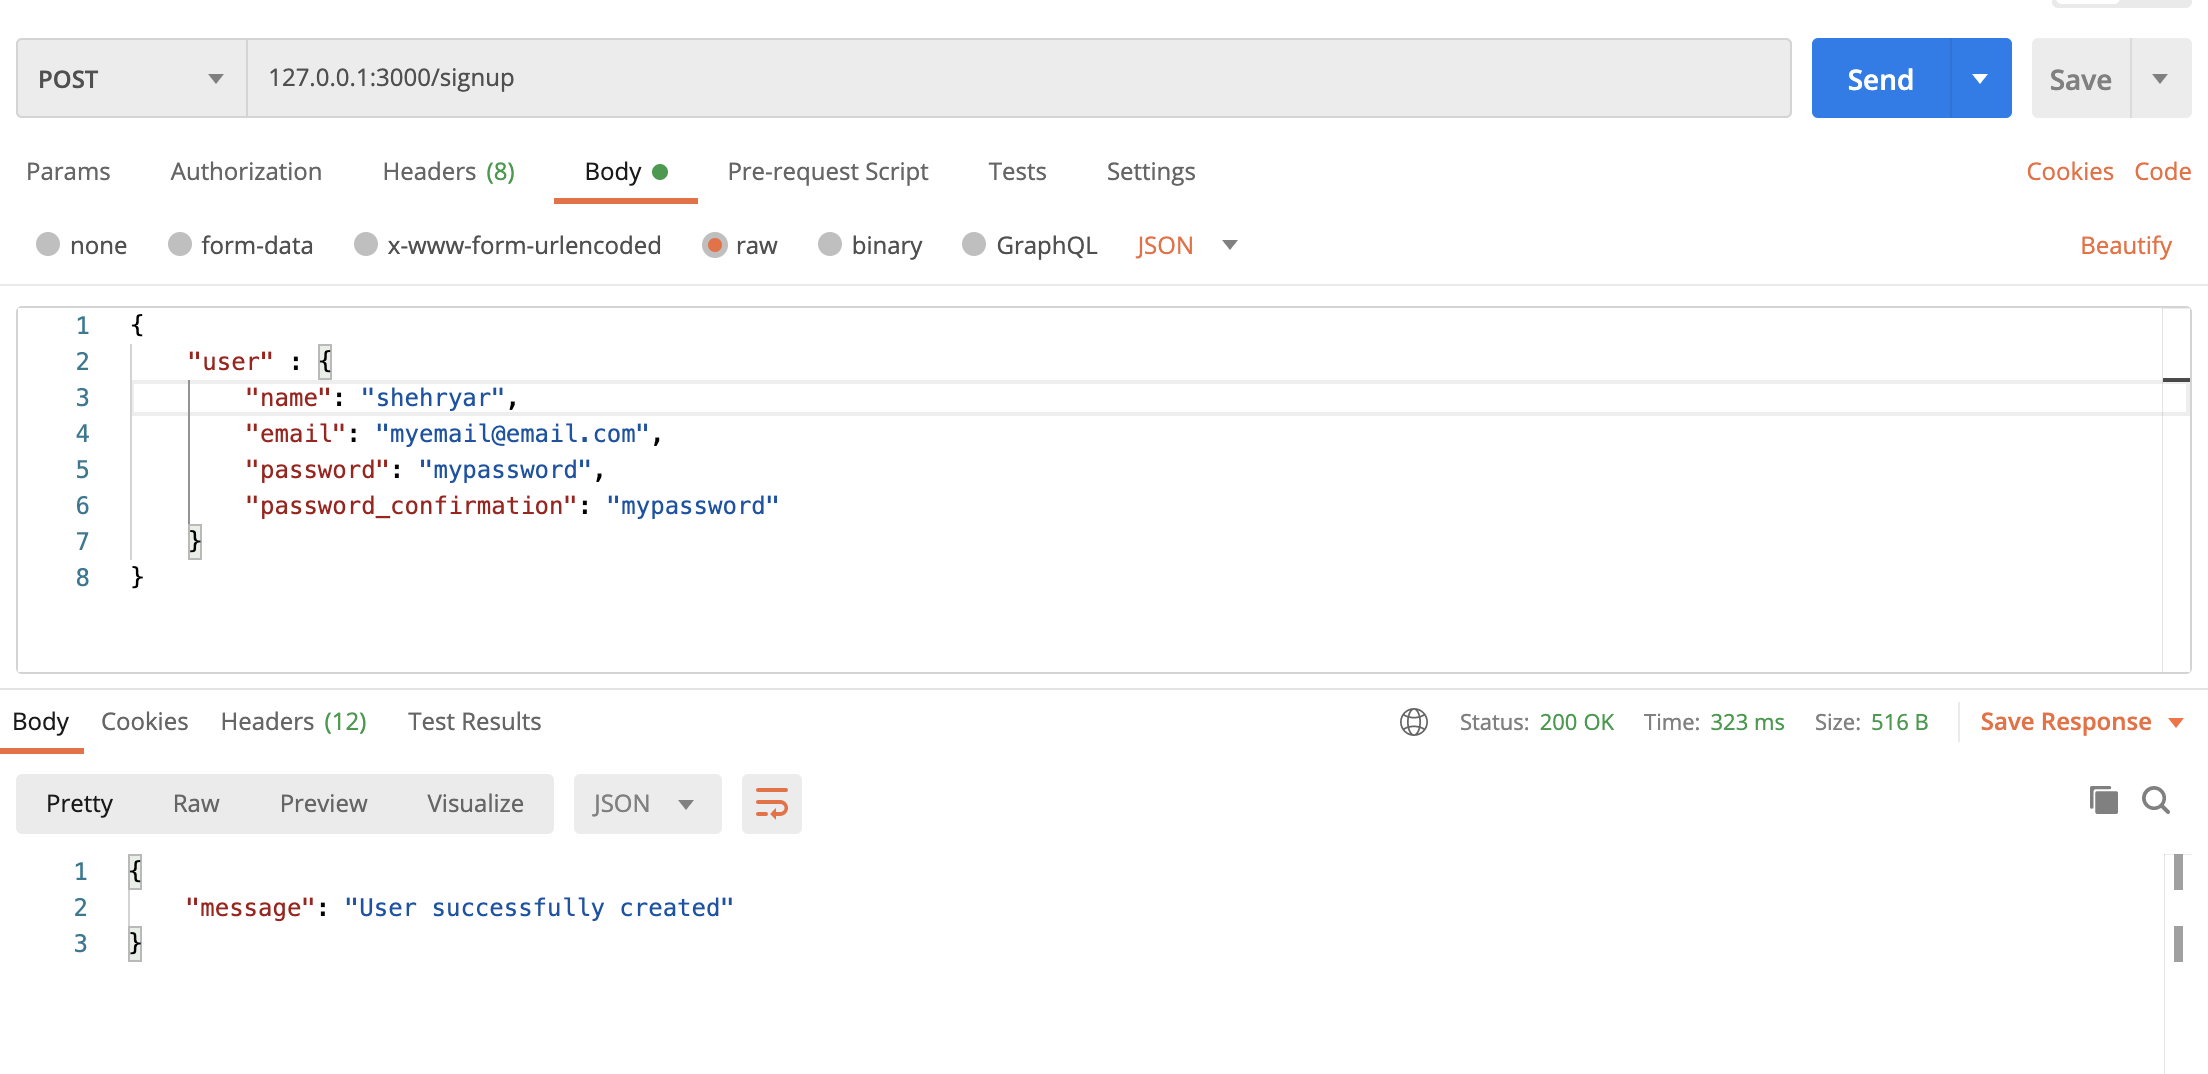 POST 127.0.0.1:3000/signup Send Save
Params Authorization Headers (8) Body Pre-request Script Tests Settings Cookies Code
none form-data x-www-form-urlencoded raw binary GraphQL JSON Beautify
1 {
2 "user" : {
3 "name": "shehryar",
4 "email": "myemail@email.com",
5 "password": "mypassword",
6 "password_confirmation": "mypassword"
7 }
8 }
Body Cookies Headers (12) Test Results Status: 200 OK Time: 323 ms Size: 516 B Save Response
Pretty Raw Preview Visualize JSON
1 {
2 "message": "User successfully created"
3 }